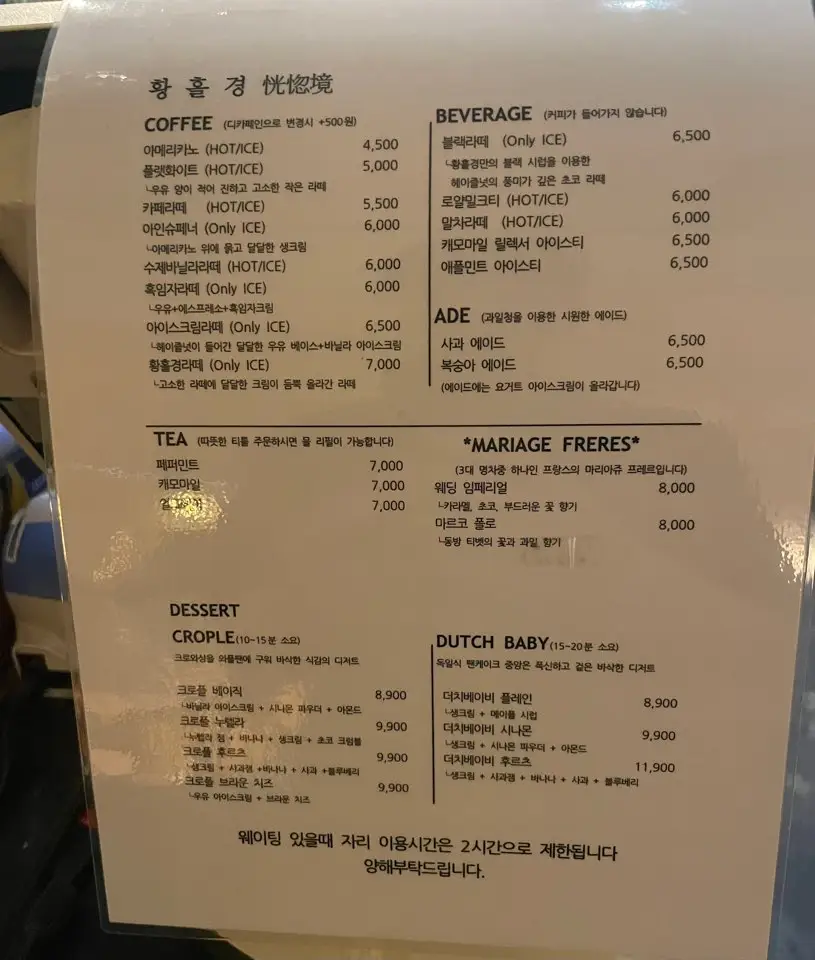 황홀경 恍惚境
COFFEE (디카페인으로 변경시 +500원)
아메리카노 (HOT/ICE) 4,500
플랫화이트 (HOT/ICE) 5,000
ㄴ우유 양이 적어 진하고 고소한 작은 라떼
카페라떼 (HOT/ICE) 5,500
아인슈페너 (Only ICE) 6,000
ㄴ아메리카노 위에 묽고 달달한 생크림
수제바닐라라떼 (HOT/ICE) 6,000
흑임자라떼 (Only ICE) 6,000
ㄴ우유+에스프레소+흑임자크림
아이스크림라떼 (Only ICE) 6,500
ㄴ헤이즐넛이 들어간 달달한 우유 베이스+바닐라 아이스크림
황홀경라떼 (Only ICE) 7,000
ㄴ고소한 라떼에 달달한 크림이 듬뿍 올라간 라떼
BEVERAGE (커피가 들어가지 않습니다)
블랙라떼 (Only ICE) 6,500
ㄴ황홀경만의 블랙 시럽을 이용한
헤이즐넛의 풍미가 깊은 초코 라떼
로얄밀크티 (HOT/ICE) 6,000
말차라떼 (HOT/ICE) 6,000
캐모마일 릴렉서 아이스티 6,500
애플민트 아이스티 6,500
ADE (과일청을 이용한 시원한 에이드)
사과 에이드 6,500
복숭아 에이드 6,500
(에이드에는 요거트 아이스크림이 올라갑니다)
TEA (따뜻한 티를 주문하시면 물 리필이 가능합니다)
페퍼민트 7,000
캐모마일 7,000
7,000
*MARIAGE FRERES*
(3대 명차중 하나인 프랑스의 마리아쥬 프레르입니다)
웨딩 임페리얼 8,000
ㄴ카라멜, 초코, 부드러운 꽃 향기
마르코 폴로 8,000
ㄴ동방 티벳의 꽃과 과일 향기
DESSERT
CROPLE(10~15분 소요)
크로와상을 와플팬에 구워 바삭한 식감의 디저트
크로플 베이직 8,900
ㄴ바닐라 아이스크림 + 시나몬 파우더 + 아몬드
크로플 누텔라 9,900
ㄴ누텔라 잼 + 바나나 + 생크림 + 초코 크럼블
크로플 후르츠 9,900
ㄴ생크림 + 사과잼 +바나나 + 사과 +블루베리
크로플 브라운 치즈 9,900
ㄴ우유 아이스크림 + 브라운 치즈
DUTCH BABY(15~20분 소요)
독일식 팬케이크 중앙은 폭신하고 겉은 바삭한 디저트
더치베이비 플레인 8,900
ㄴ생크림 + 메이플 시럽
더치베이비 시나몬 9,900
ㄴ생크림 + 시나몬 파우더 + 아몬드
더치베이비 후르츠 11,900
ㄴ생크림 + 사과잼 + 바나나 + 사과 + 블루베리
웨이팅 있을때 자리 이용시간은 2시간으로 제한됩니다
양해부탁드립니다.